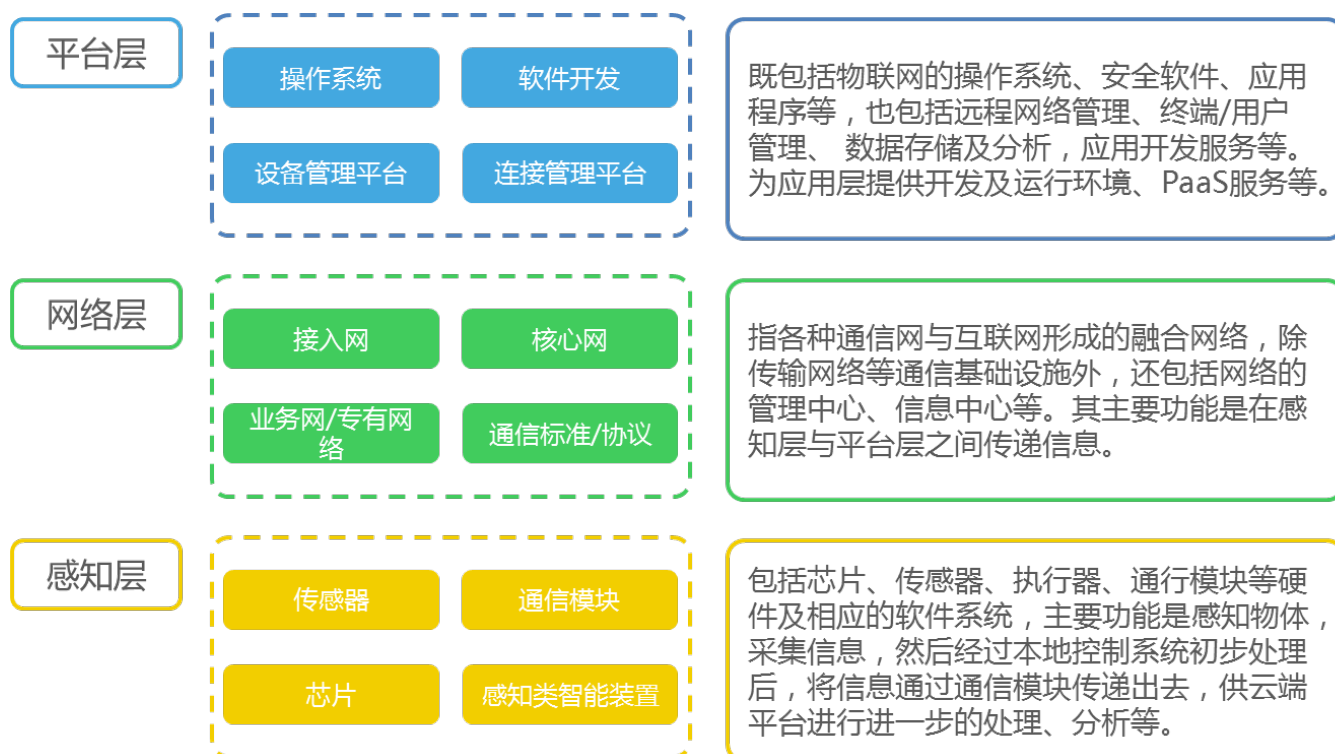 平台层
操作系统
软件开发
设备管理平台
连接管理平台
既包括物联网的操作系统、安全软件、应用
程序等，也包括远程网络管理、终端/用户
管理、 数据存储及分析，应用开发服务等。
为应用层提供开发及运行环境、PaaS服务等。
网络层
接入网
核心网
业务网/专有网
络
通信标准/协议
指各种通信网与互联网形成的融合网络，除
传输网络等通信基础设施外，还包括网络的
管理中心、信息中心等。其主要功能是在感
知层与平台层之间传递信息。
感知层
传感器
通信模块
芯片
感知类智能装置
包括芯片、传感器、执行器、通行模块等硬
件及相应的软件系统，主要功能是感知物体，
采集信息，然后经过本地控制系统初步处理
后，将信息通过通信模块传递出去，供云端
平台进行进一步的处理、分析等。